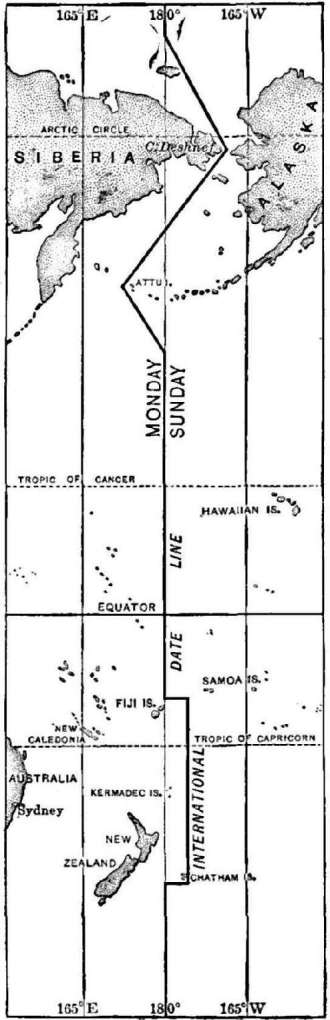 165°E 180° 165°W
ARCTIC CIRCLE
SIBERIA
C. Deshnef
ALASKA
ATTU I.
MONDAY
SUNDAY
TROPIC OF CANCER
HAWAIIAN IS.
LINE
EQUATOR
DATE
SAMOA IS.
FIJI IS.
NEW
CALEDONIA
TROPIC OF CAPRICORN
INTERNATIONAL
AUSTRALIA
KERMADEC IS.
Sydney
NEW
ZEALAND
CHATHAM IS.
165°E 180° 165°W